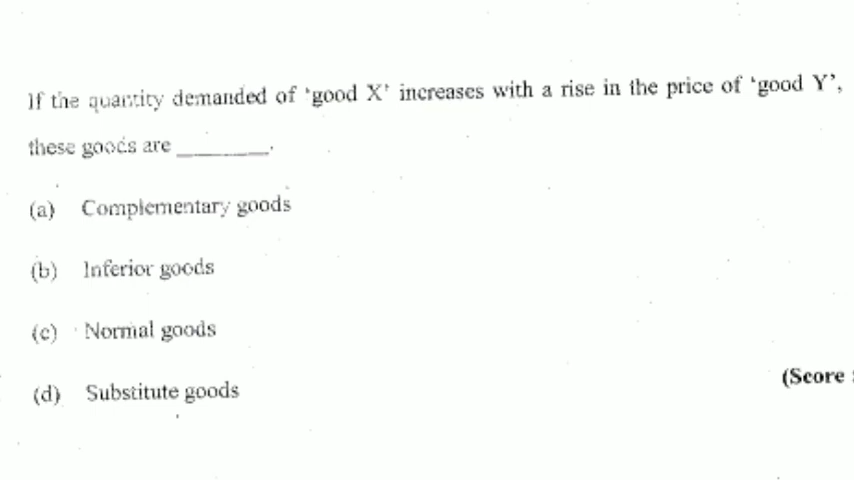 If the quantity demanded of 'good X' increases with a rise in the price of 'good Y',
these goods are ________.
(a) Complementary goods
(b) Inferior goods
(c) Normal goods
(d) Substitute goods
(Score :